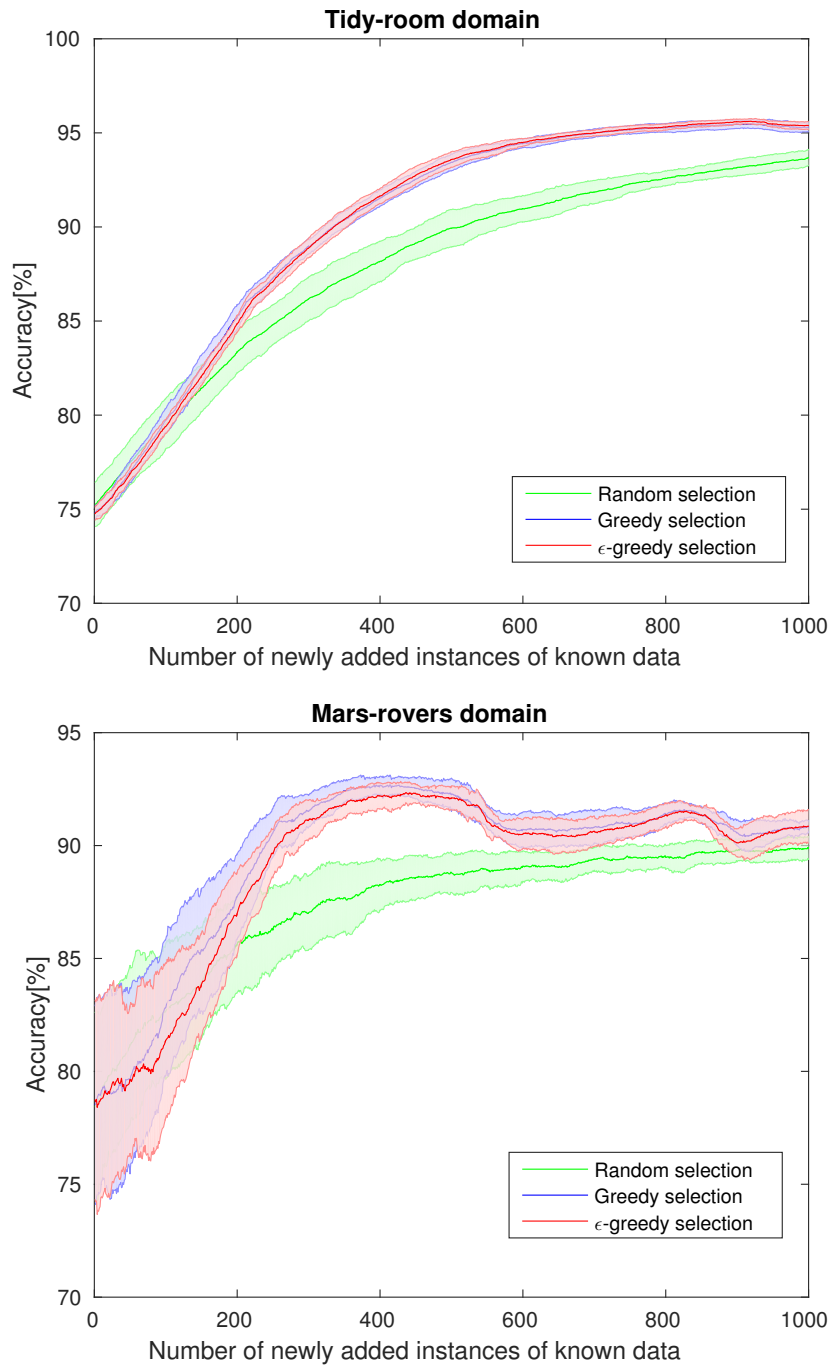 Tidy-room domain
100
95
90
85
80
75
70
Accuracy[%]
Random selection
Greedy selection
ϵ-greedy selection
0 200 400 600 800 1000
Number of newly added instances of known data
Mars-rovers domain
95
90
85
80
75
70
Accuracy[%]
Random selection
Greedy selection
ϵ-greedy selection
0 200 400 600 800 1000
Number of newly added instances of known data